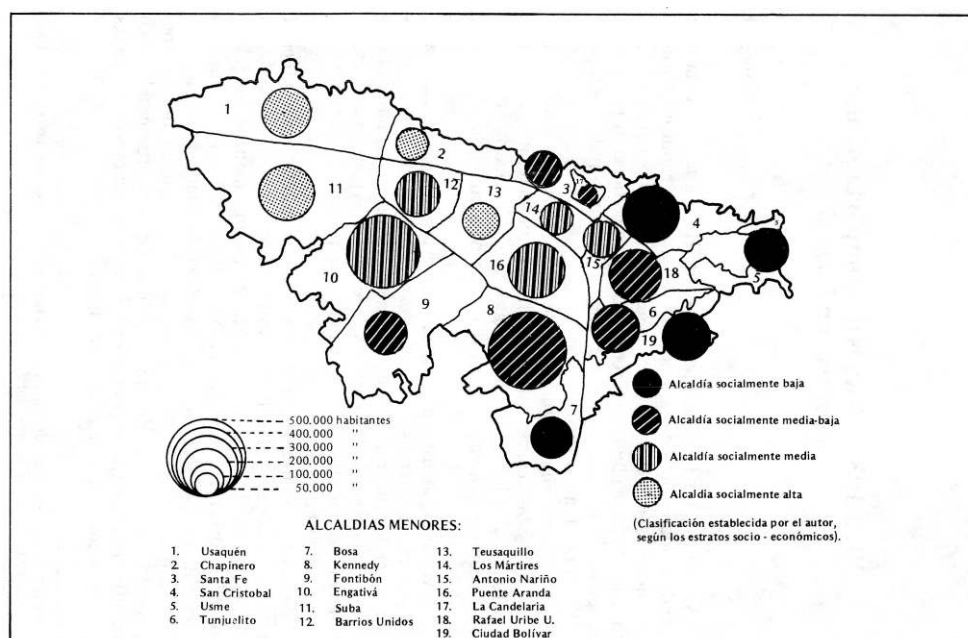 1
2
3
17
4
5
11
12
13
14
15
18
10
16
6
9
8
19
7
5
Alcaldía socialmente baja
Alcaldía socialmente media-baja
Alcaldía socialmente media
Alcaldia socialmente alta
(Clasificación establecida por el autor,
según los estratos socio - económicos).
500,000 habitantes
400,000 "
300,000 "
200,000 "
100,000 "
50,000 "
ALCALDIAS MENORES:
1. Usaquén
2. Chapinero
3. Santa Fe
4. San Cristobal
5. Usme
6. Tunjuelito
7. Bosa
8. Kennedy
9. Fontibón
10. Engativá
11. Suba
12. Barrios Unidos
13. Teusaquillo
14. Los Mártires
15. Antonio Nariño
16. Puente Aranda
17. La Candelaria
18. Rafael Uribe U.
19. Ciudad Bolívar